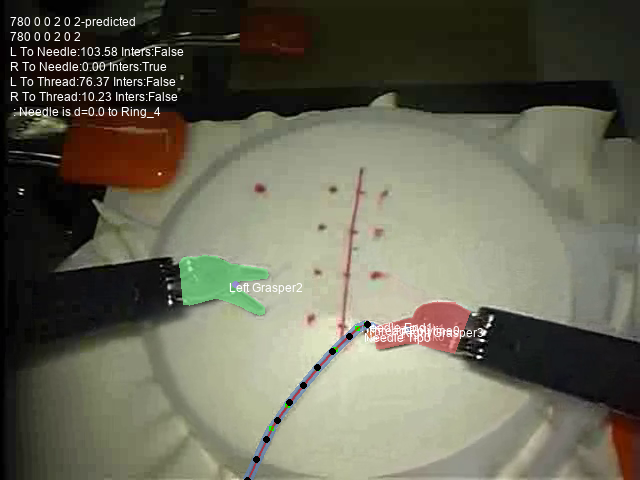 780 0 0 2 0 2-predicted
780 0 0 2 0 2
L To Needle:103.58 Inters:False
R To Needle:0.00 Inters:True
L To Thread:76.37 Inters:False
R To Thread:10.23 Inters:False
: Needle is d=0.0 to Ring_4
Left Grasper2
Needle Tip0